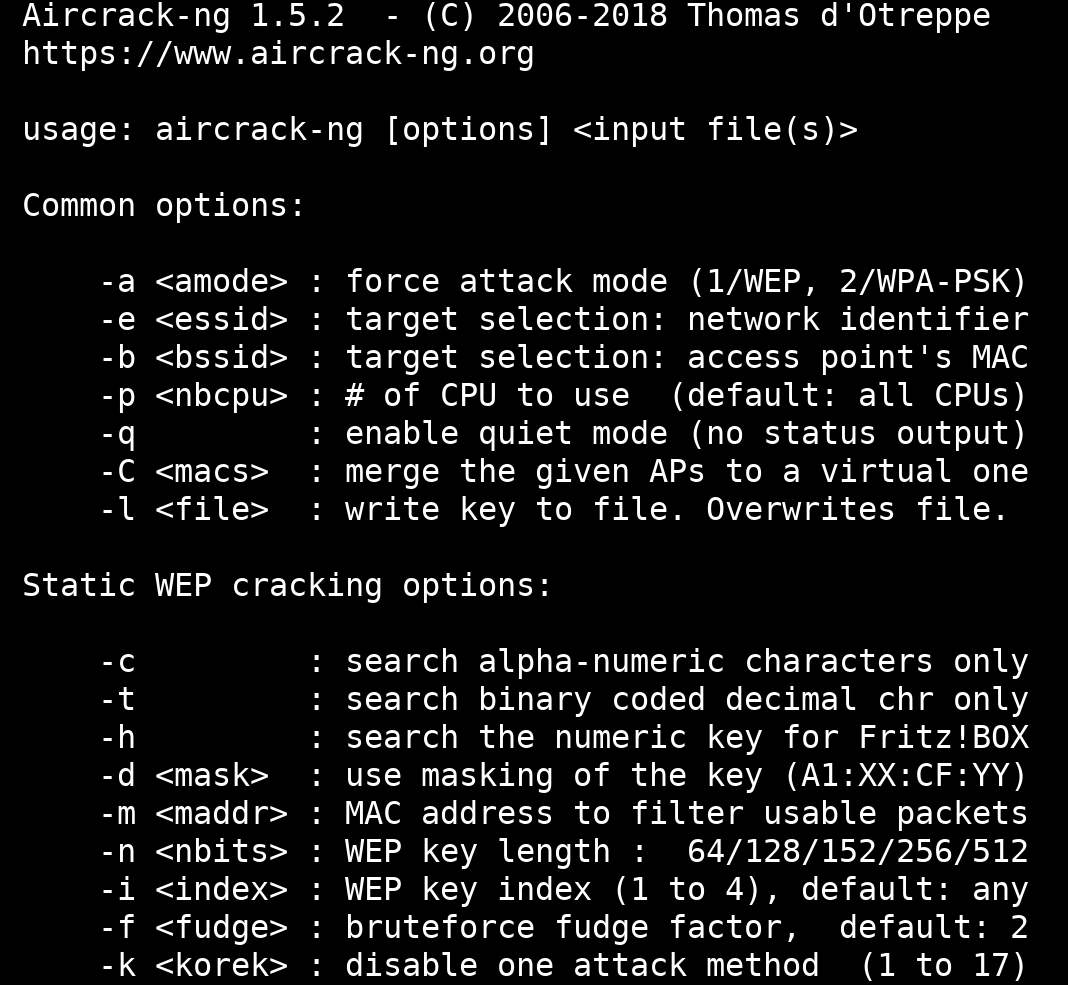 Aircrack-ng 1.5.2  - (C) 2006-2018 Thomas d'Otreppe
https://www.aircrack-ng.org

usage: aircrack-ng [options] <input file(s)>

Common options:

    -a <amode> : force attack mode (1/WEP, 2/WPA-PSK)
    -e <essid> : target selection: network identifier
    -b <bssid> : target selection: access point's MAC
    -p <nbcpu> : # of CPU to use  (default: all CPUs)
    -q         : enable quiet mode (no status output)
    -C <macs>  : merge the given APs to a virtual one
    -l <file>  : write key to file. Overwrites file.

Static WEP cracking options:

    -c         : search alpha-numeric characters only
    -t         : search binary coded decimal chr only
    -h         : search the numeric key for Fritz!BOX
    -d <mask>  : use masking of the key (A1:XX:CF:YY)
    -m <maddr> : MAC address to filter usable packets
    -n <nbits> : WEP key length :  64/128/152/256/512
    -i <index> : WEP key index (1 to 4), default: any
    -f <fudge> : bruteforce fudge factor,  default: 2
    -k <korek> : disable one attack method  (1 to 17)